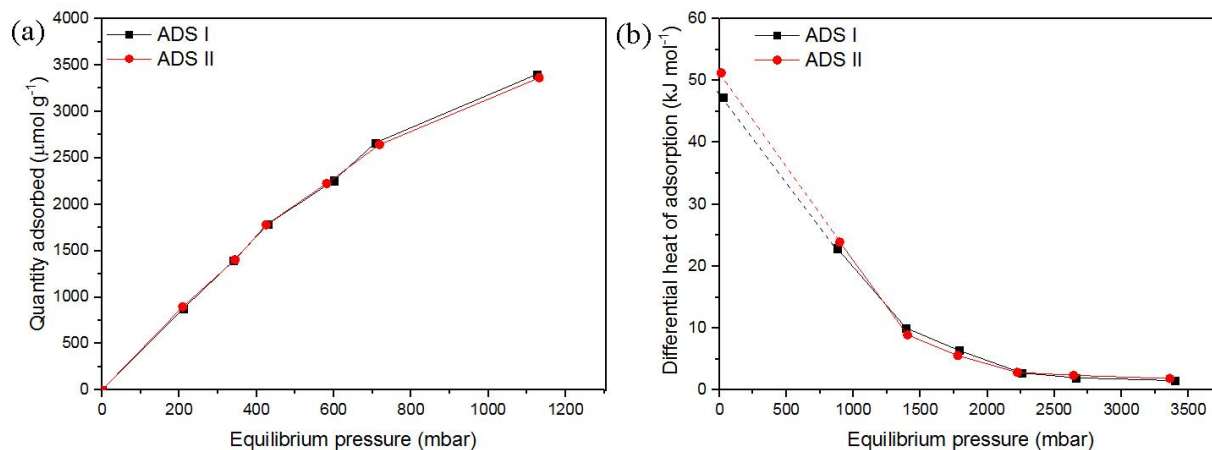 (a)
ADS I
ADS II
Quantity adsorbed (μmol g⁻¹)
4000
3500
3000
2500
2000
1500
1000
500
0
0 200 400 600 800 1000 1200
Equilibrium pressure (mbar)
(b)
ADS I
ADS II
Differential heat of adsorption (kJ mol⁻¹)
60
50
40
30
20
10
0
0 500 1000 1500 2000 2500 3000 3500
Equilibrium pressure (mbar)